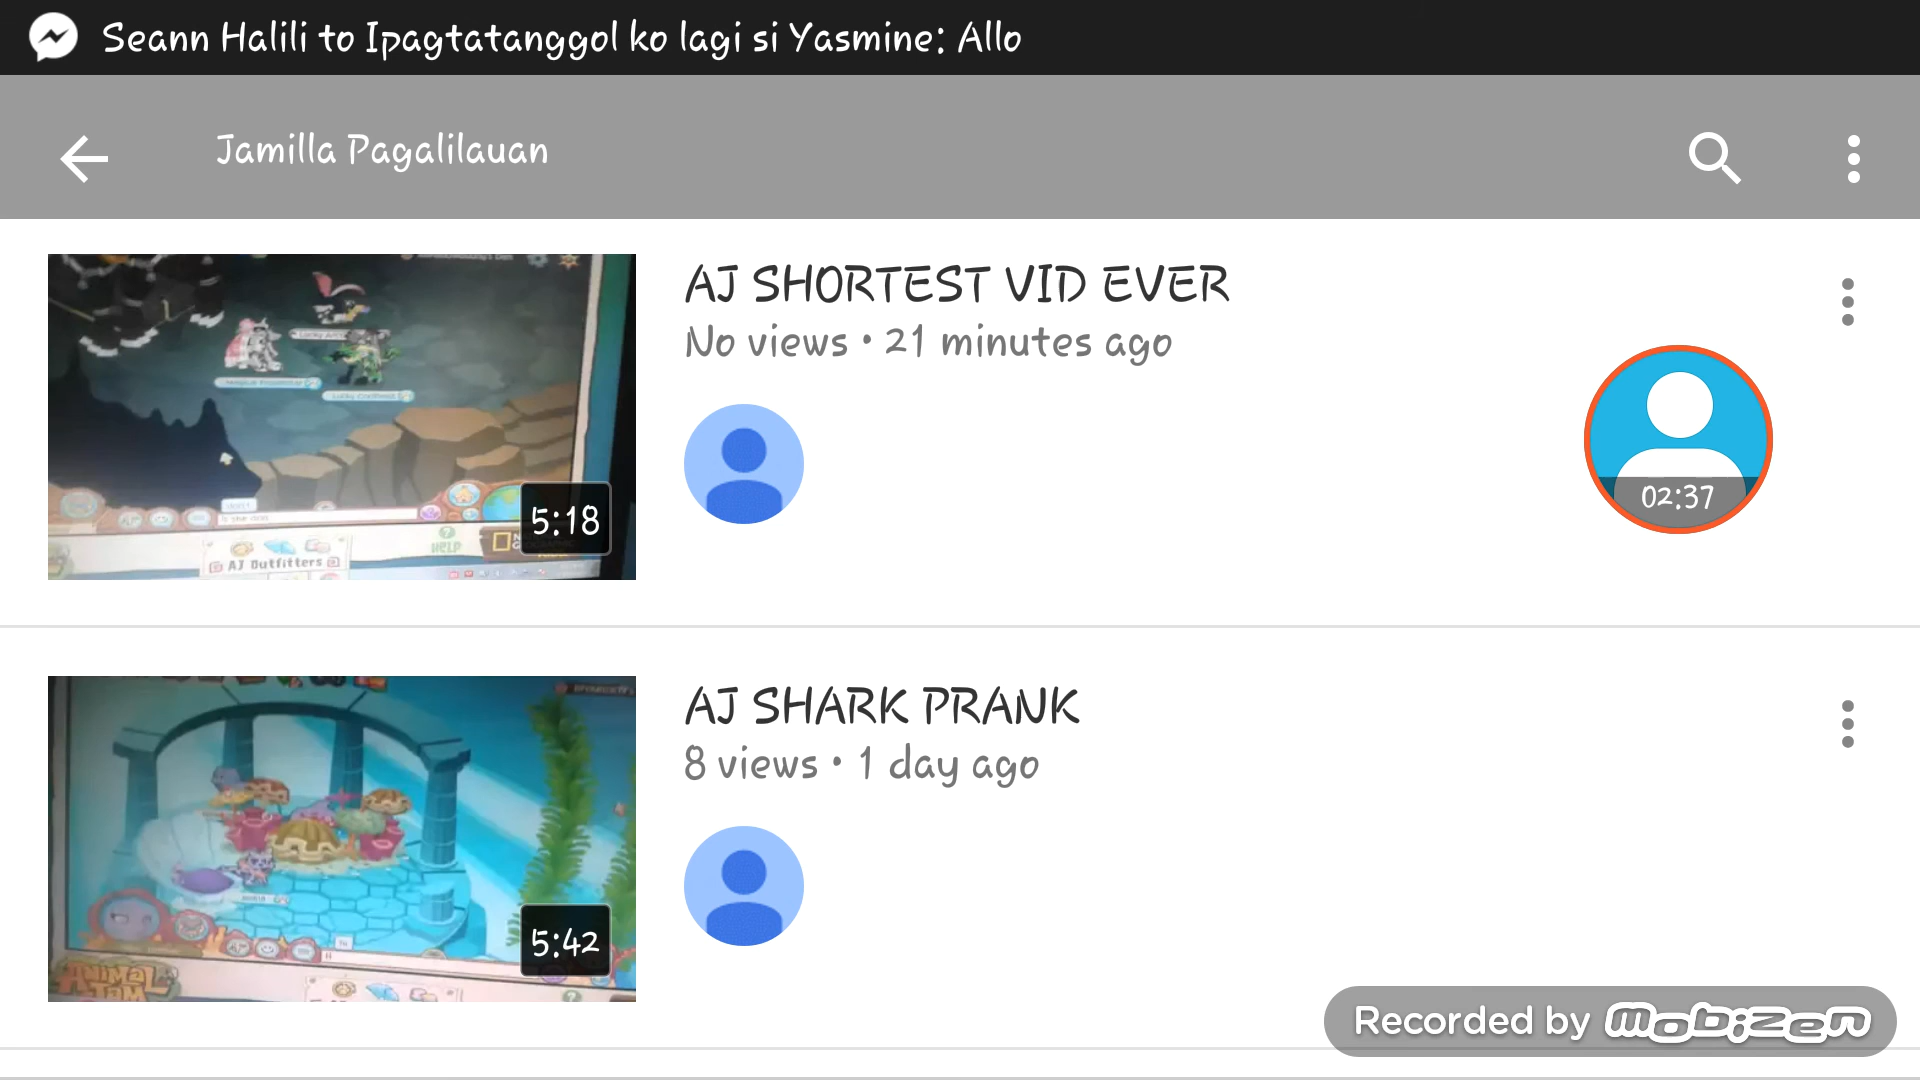 Seann Halili to Ipagtatanggol ko lagi si Yasmine: Allo
Jamilla Pagalilauan
AJ SHORTEST VID EVER
No views • 21 minutes ago
02:37
5:18
HELP
AJ Outfitters
AJ SHARK PRANK
8 views • 1 day ago
5:42
ANIMAL
JAM
Recorded by mobizen